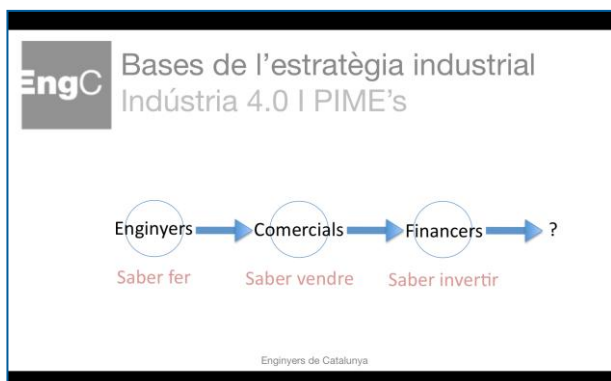 EngC
Bases de l’estratègia industrial
Indústria 4.0 I PIME’s
Enginyers Comercials Financers ?
Saber fer Saber vendre Saber invertir
Enginyers de Catalunya